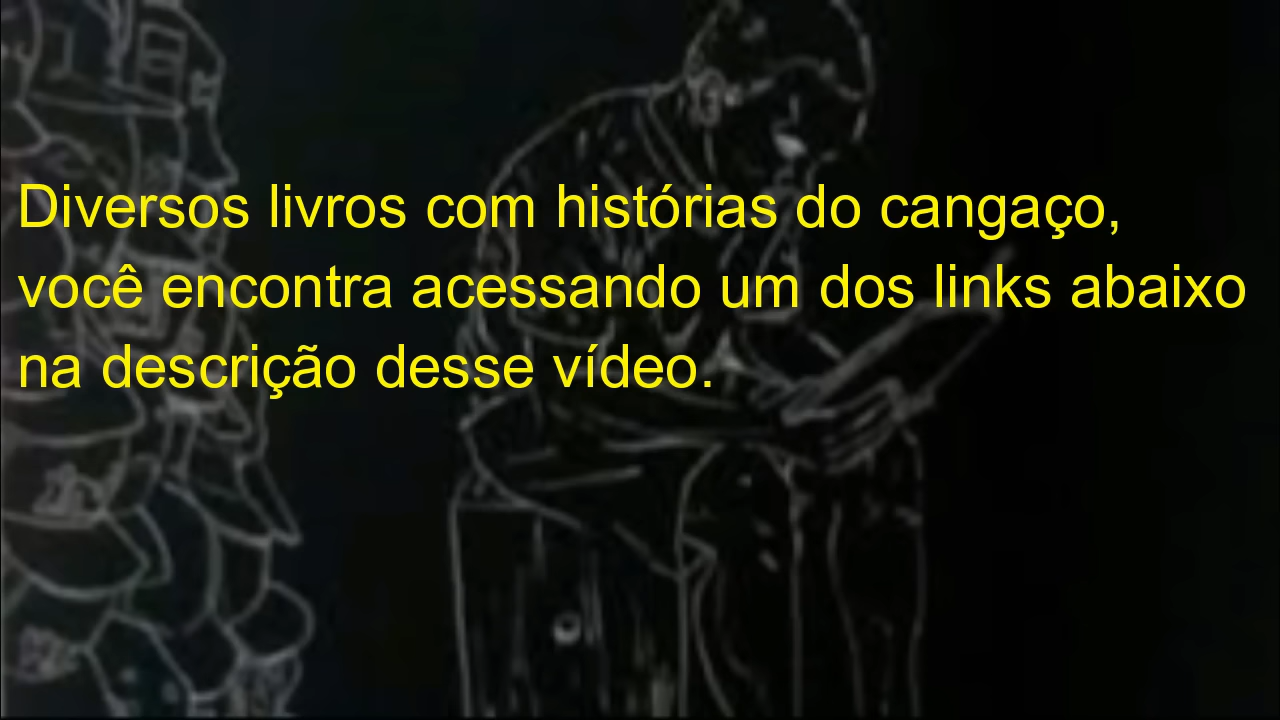 Diversos livros com histórias do cangaço,
você encontra acessando um dos links abaixo
na descrição desse vídeo.